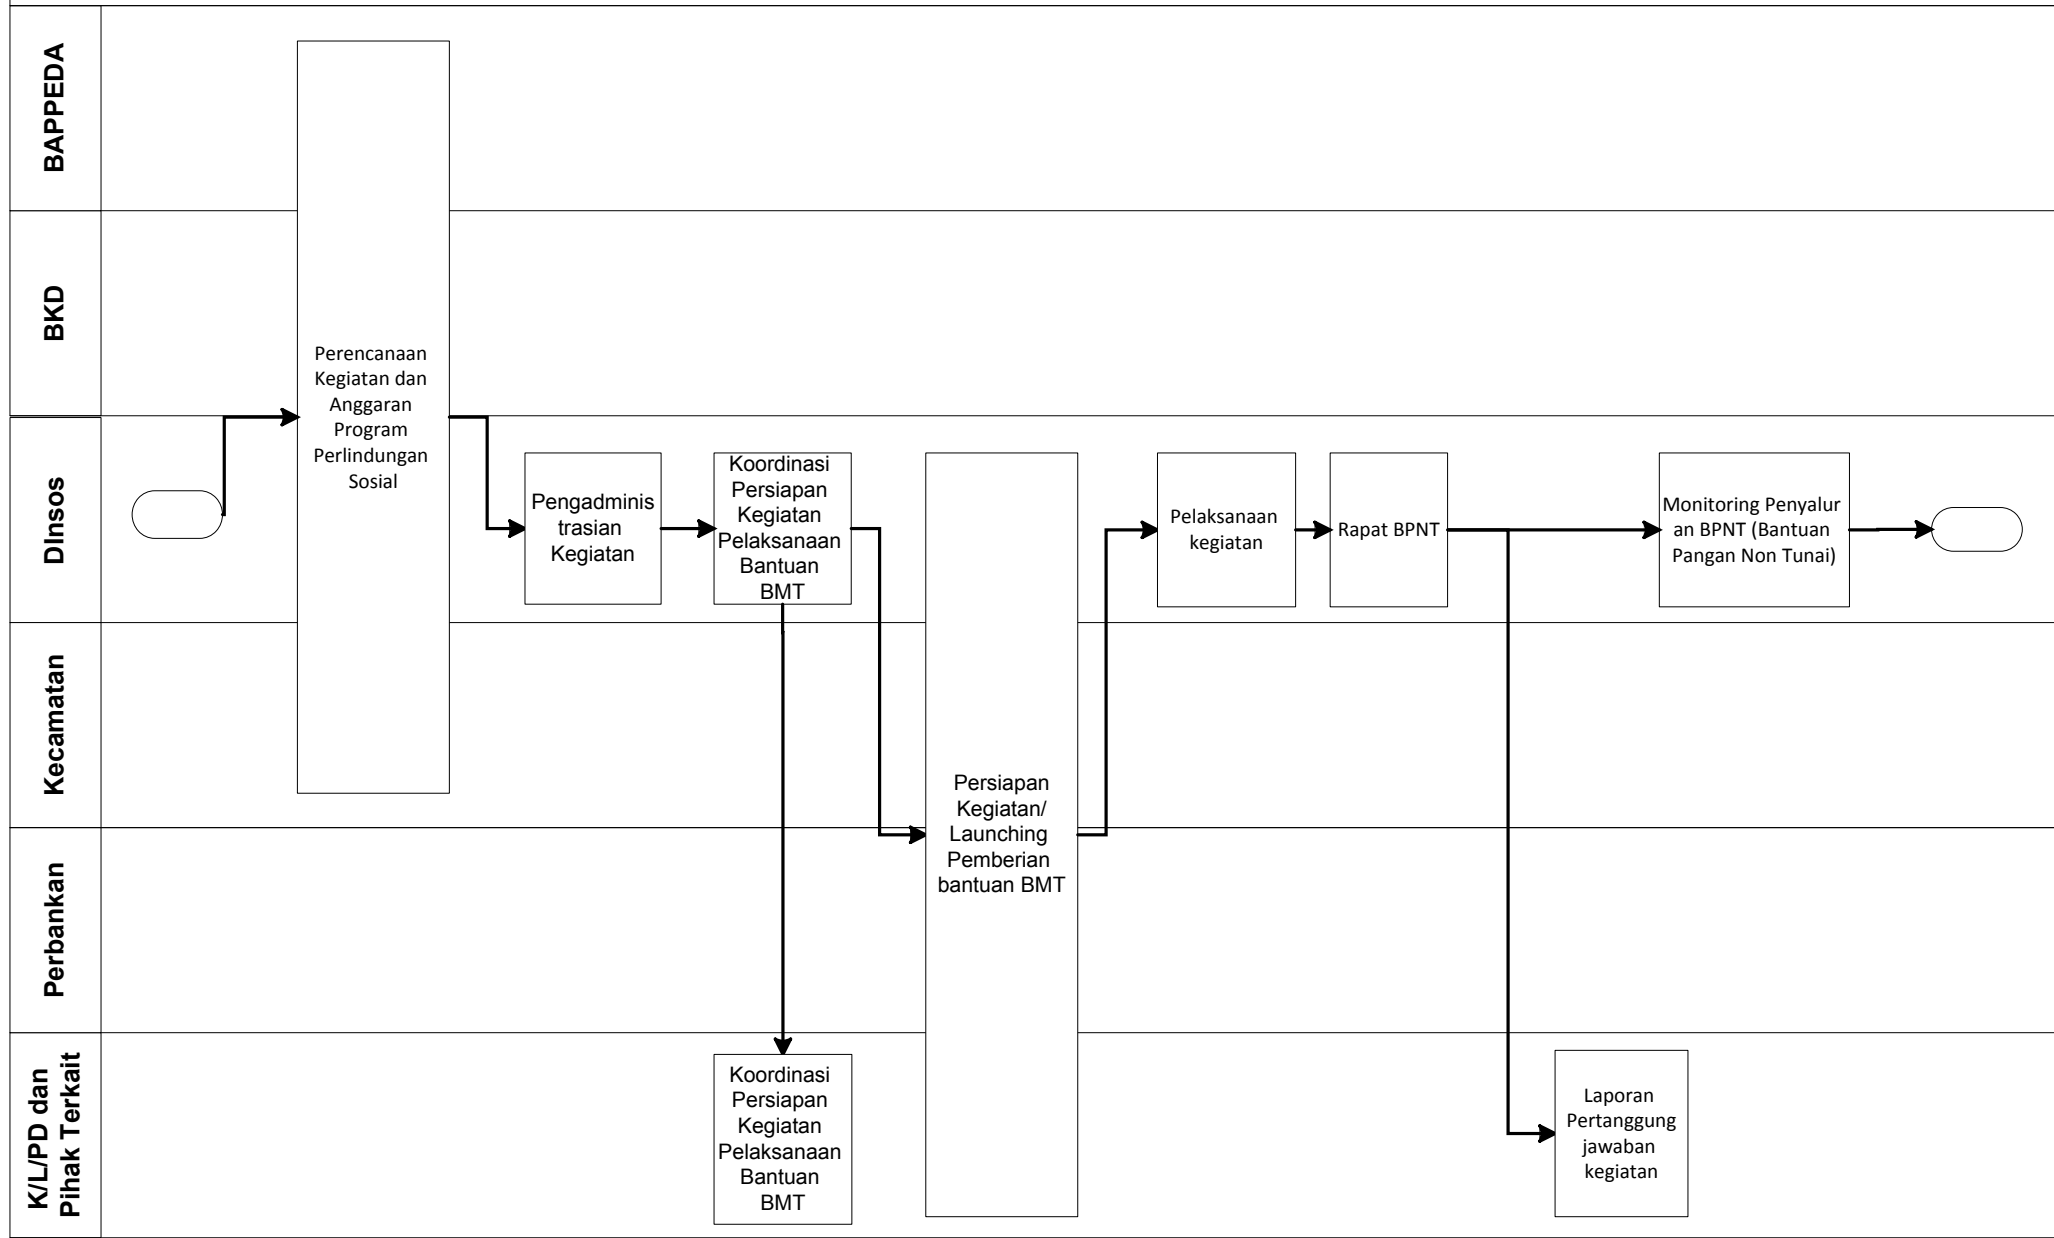 BAPPEDA
BKD
DInsos
Kecamatan
Perbankan
K/L/PD dan
Pihak Terkait
Perencanaan
Kegiatan dan
Anggaran
Program
Perlindungan
Sosial
Pengadminis
trasian
Kegiatan
Koordinasi
Persiapan
Kegiatan
Pelaksanaan
Bantuan
BMT
Koordinasi
Persiapan
Kegiatan
Pelaksanaan
Bantuan
BMT
Persiapan
Kegiatan/
Launching
Pemberian
bantuan BMT
Pelaksanaan
kegiatan
Rapat BPNT
Laporan
Pertanggung
jawaban
kegiatan
Monitoring Penyalur
an BPNT (Bantuan
Pangan Non Tunai)